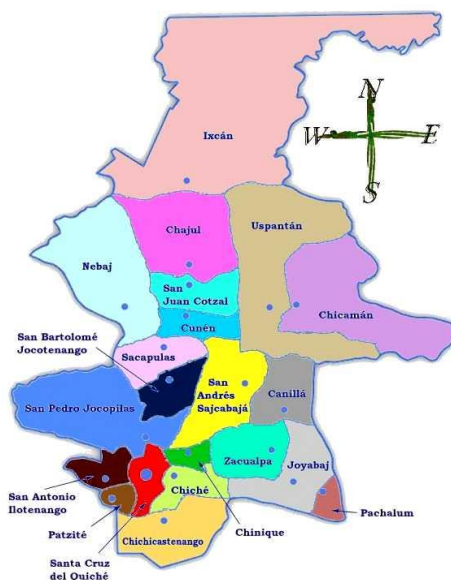 N
W
E
S
Ixcán
Chajul
Uspantán
Nebaj
San
Juan Cotzal
Chicamán
Cunén
San Bartolomé
Jocotenango
Sacapulas
San
Andrés
Sajcabajá
Canillá
San Pedro Jocopilas
Zacualpa
Joyabaj
San Antonio
Ilotenango
Chiché
Pachalum
Patzité
Chinique
Santa Cruz
del Quiché
Chichicastenango